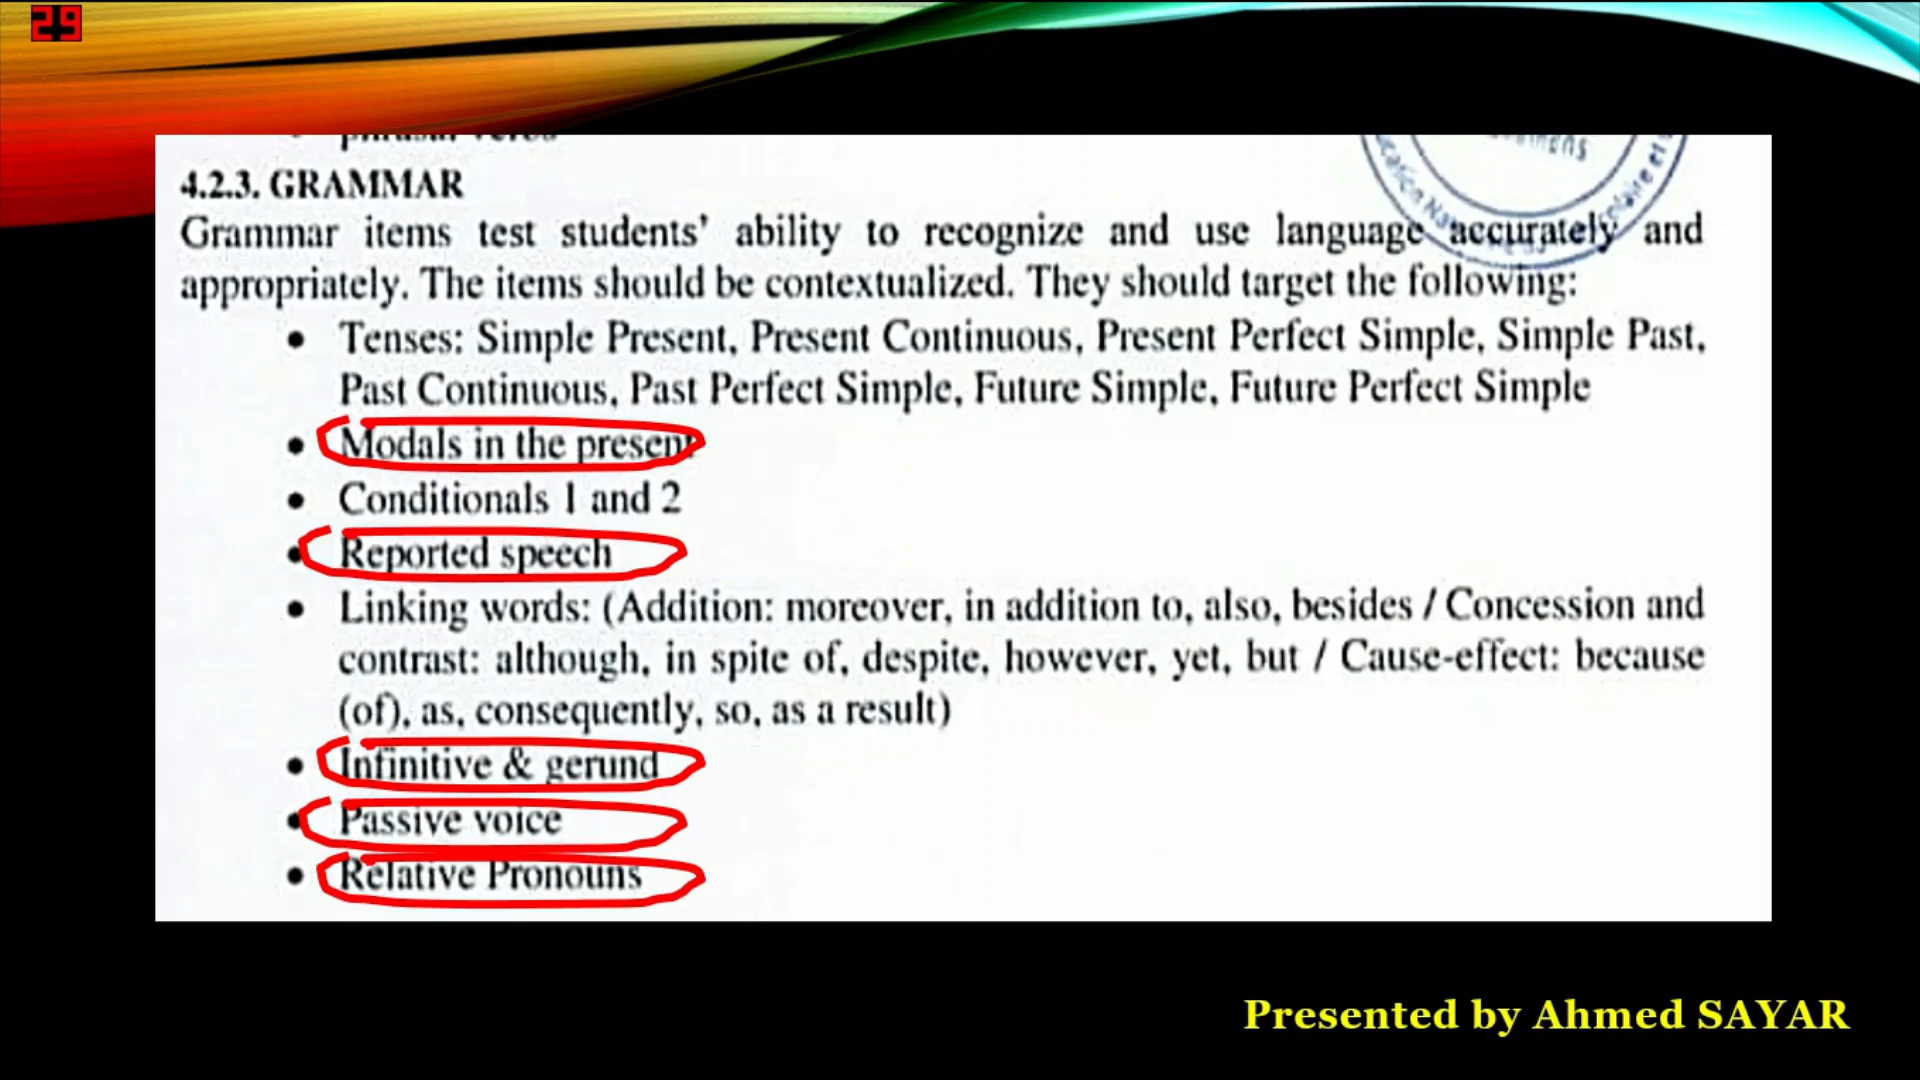 29
phrasal verbs
4.2.3. GRAMMAR
Grammar items test students’ ability to recognize and use language accurately and
appropriately. The items should be contextualized. They should target the following:
• Tenses: Simple Present, Present Continuous, Present Perfect Simple, Simple Past,
Past Continuous, Past Perfect Simple, Future Simple, Future Perfect Simple
• Modals in the present
• Conditionals 1 and 2
• Reported speech
• Linking words: (Addition: moreover, in addition to, also, besides / Concession and
contrast: although, in spite of, despite, however, yet, but / Cause-effect: because
(of), as, consequently, so, as a result)
• Infinitive & gerund
• Passive voice
• Relative Pronouns
Presented by Ahmed SAYAR